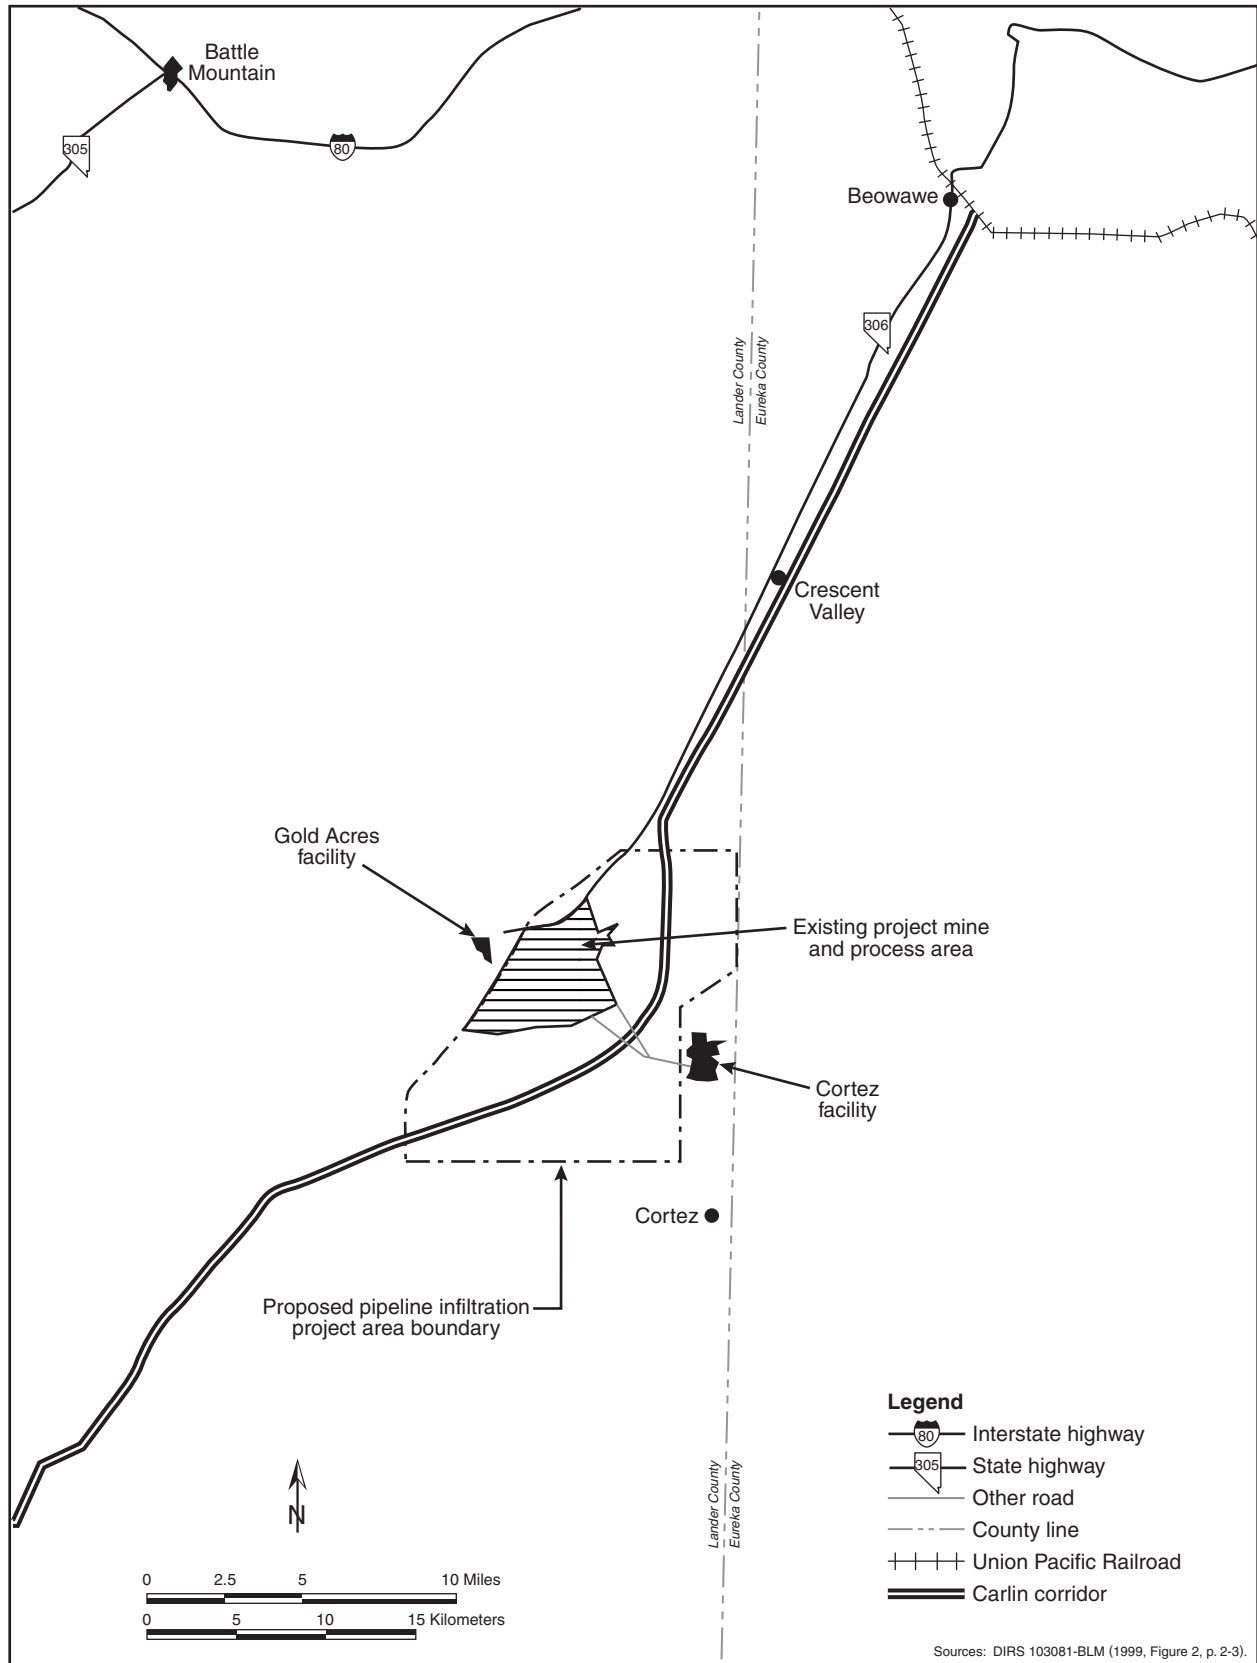 Battle
Mountain
305
80
Beowawe
306
Lander County
Eureka County
Crescent
Valley
Gold Acres
facility
Existing project mine
and process area
Cortez
facility
Cortez
Proposed pipeline infiltration
project area boundary
Lander County
Eureka County
N
0 2.5 5 10 Miles
0 5 10 15 Kilometers
Legend
80 Interstate highway
305 State highway
Other road
County line
Union Pacific Railroad
Carlin corridor
Sources: DIRS 103081-BLM (1999, Figure 2, p. 2-3).